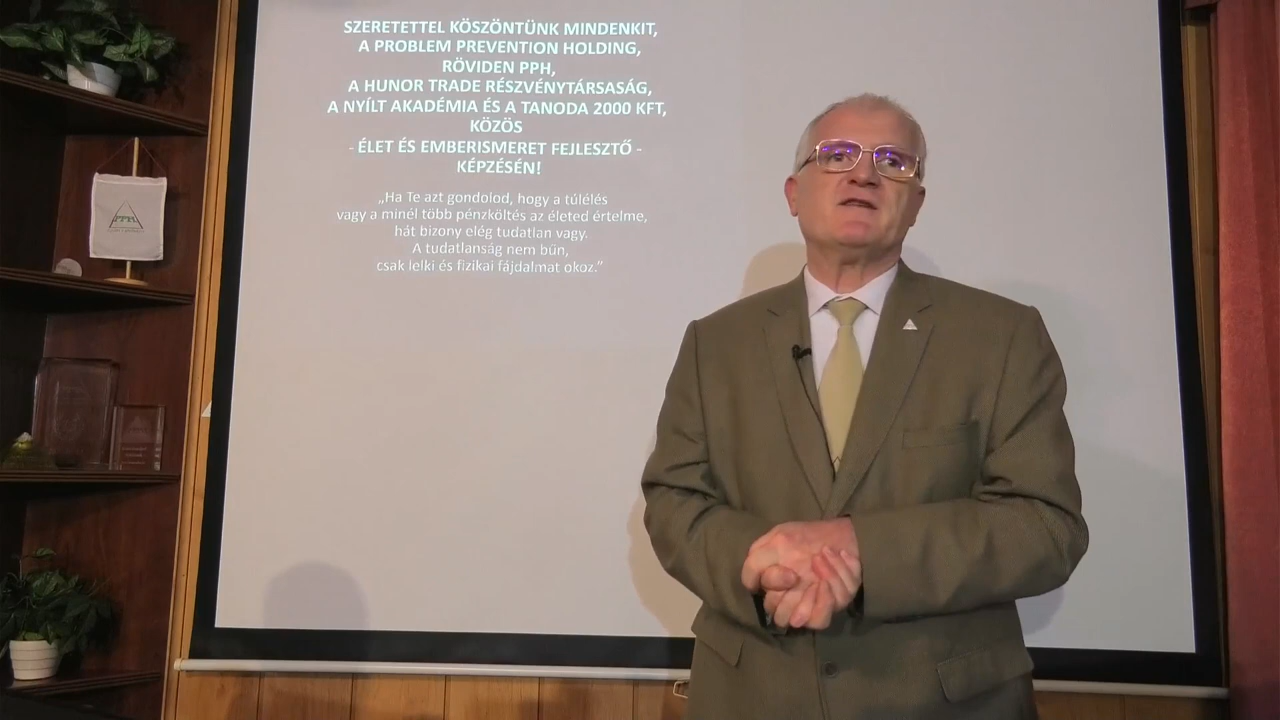 SZERETETTEL KÖSZÖNTÜNK MINDENKIT,
A PROBLEM PREVENTION HOLDING,
RÖVIDEN PPH,
A HUNOR TRADE RÉSZVÉNYTÁRSASÁG,
A NYÍLT AKADÉMIA ÉS A TANODA 2000 KFT,
KÖZÖS
- ÉLET ÉS EMBERISMERET FEJLESZTŐ -
KÉPZÉSÉN!
„Ha Te azt gondolod, hogy a túlélés
vagy a minél több pénzköltés az életed értelme,
hát bizony elég tudatlan vagy.
A tudatlanság nem bűn,
csak lelki és fizikai fájdalmat okoz.”